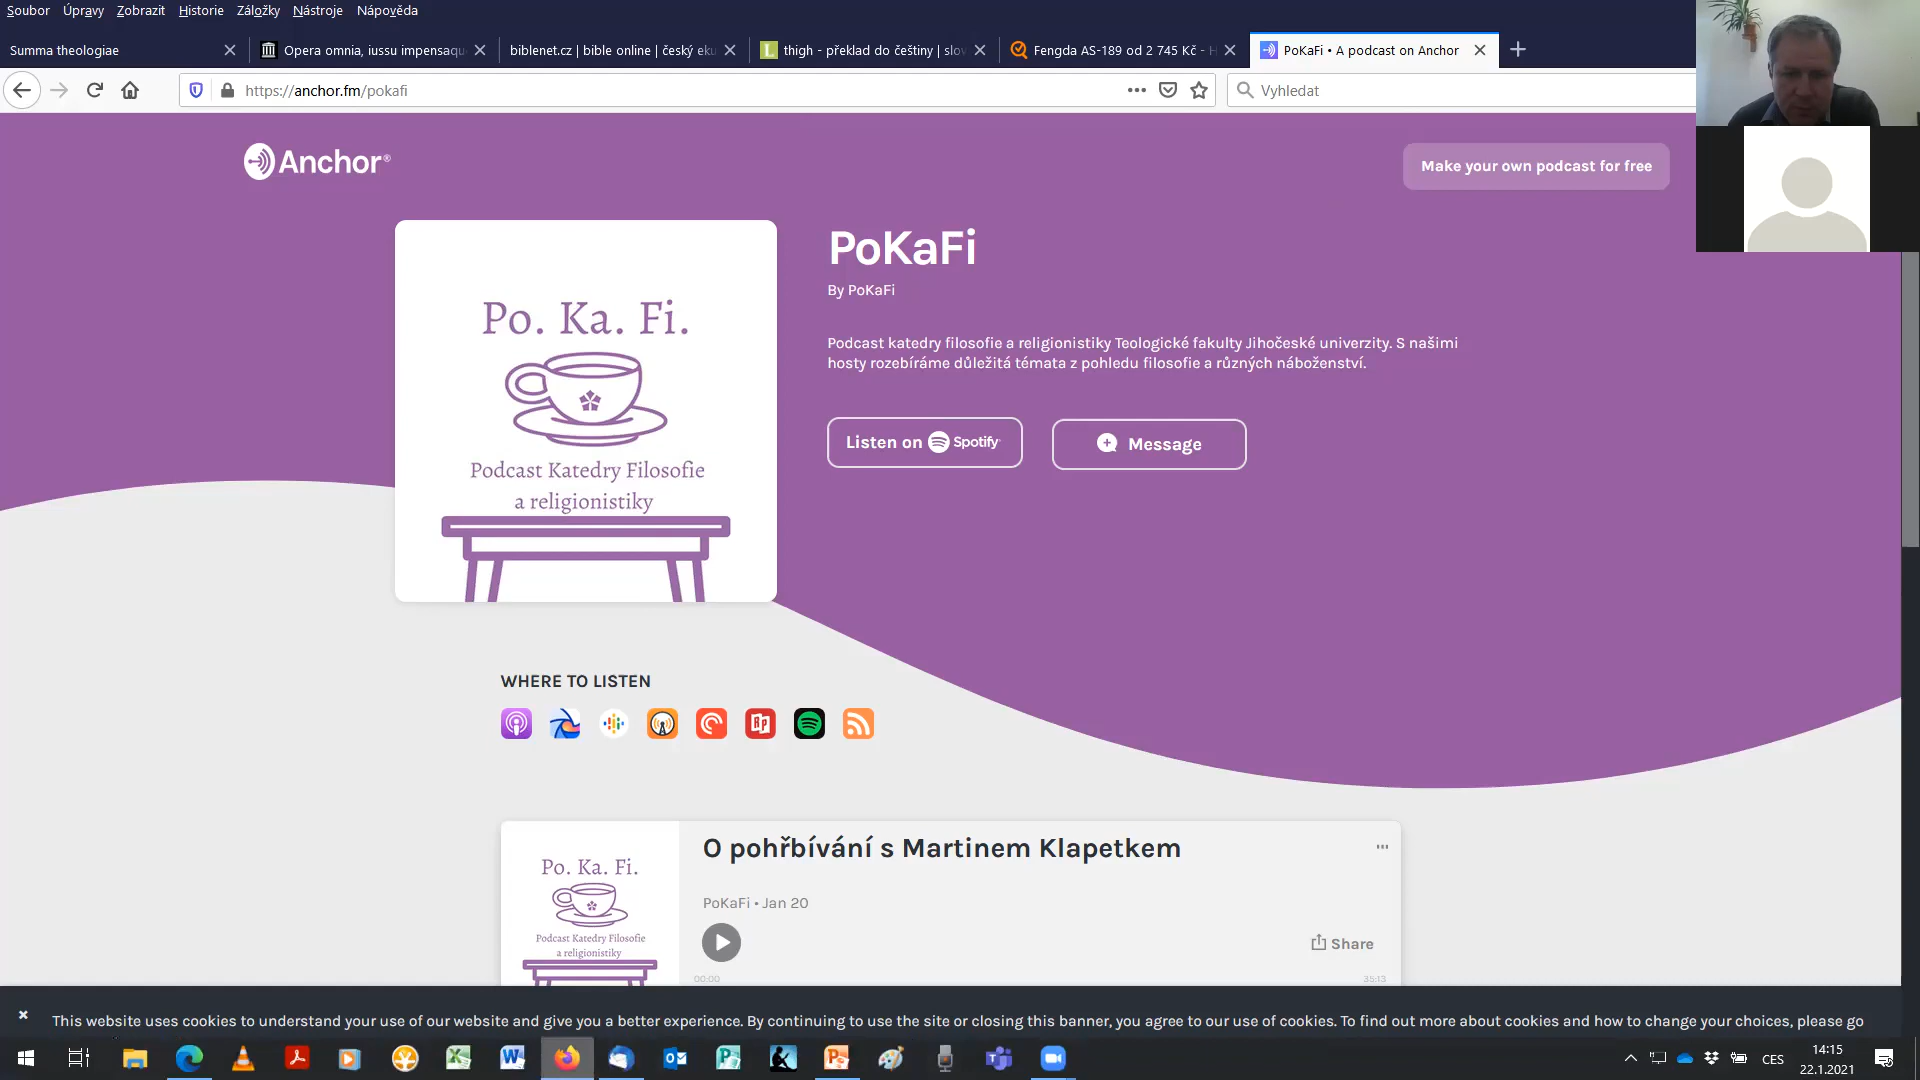 Soubor Úpravy Zobrazit Historie Záložky Nástroje Nápověda
Summa theologiae
Opera omnia, iussu impensaqu
biblenet.cz | bible online | český eku
thigh - překlad do češtiny | slov
Fengda AS-189 od 2 745 Kč - H
PoKaFi • A podcast on Anchor
https://anchor.fm/pokafi
Vyhledat
Anchor®
Make your own podcast for free
Po. Ka. Fi.
Podcast Katedry Filosofie
a religionistiky
PoKaFi
By PoKaFi
Podcast katedry filosofie a religionistiky Teologické fakulty Jihočeské univerzity. S našimi
hosty rozebíráme důležitá témata z pohledu filosofie a různých náboženství.
Listen on Spotify
Message
WHERE TO LISTEN
Po. Ka. Fi.
Podcast Katedry Filosofie
a religionistiky
O pohřbívání s Martinem Klapetkem
PoKaFi • Jan 20
Share
00:00
35:13
This website uses cookies to understand your use of our website and give you a better experience. By continuing to use the site or closing this banner, you agree to our use of cookies. To find out more about cookies and how to change your choices, please go
CES
14:15
22.1.2021